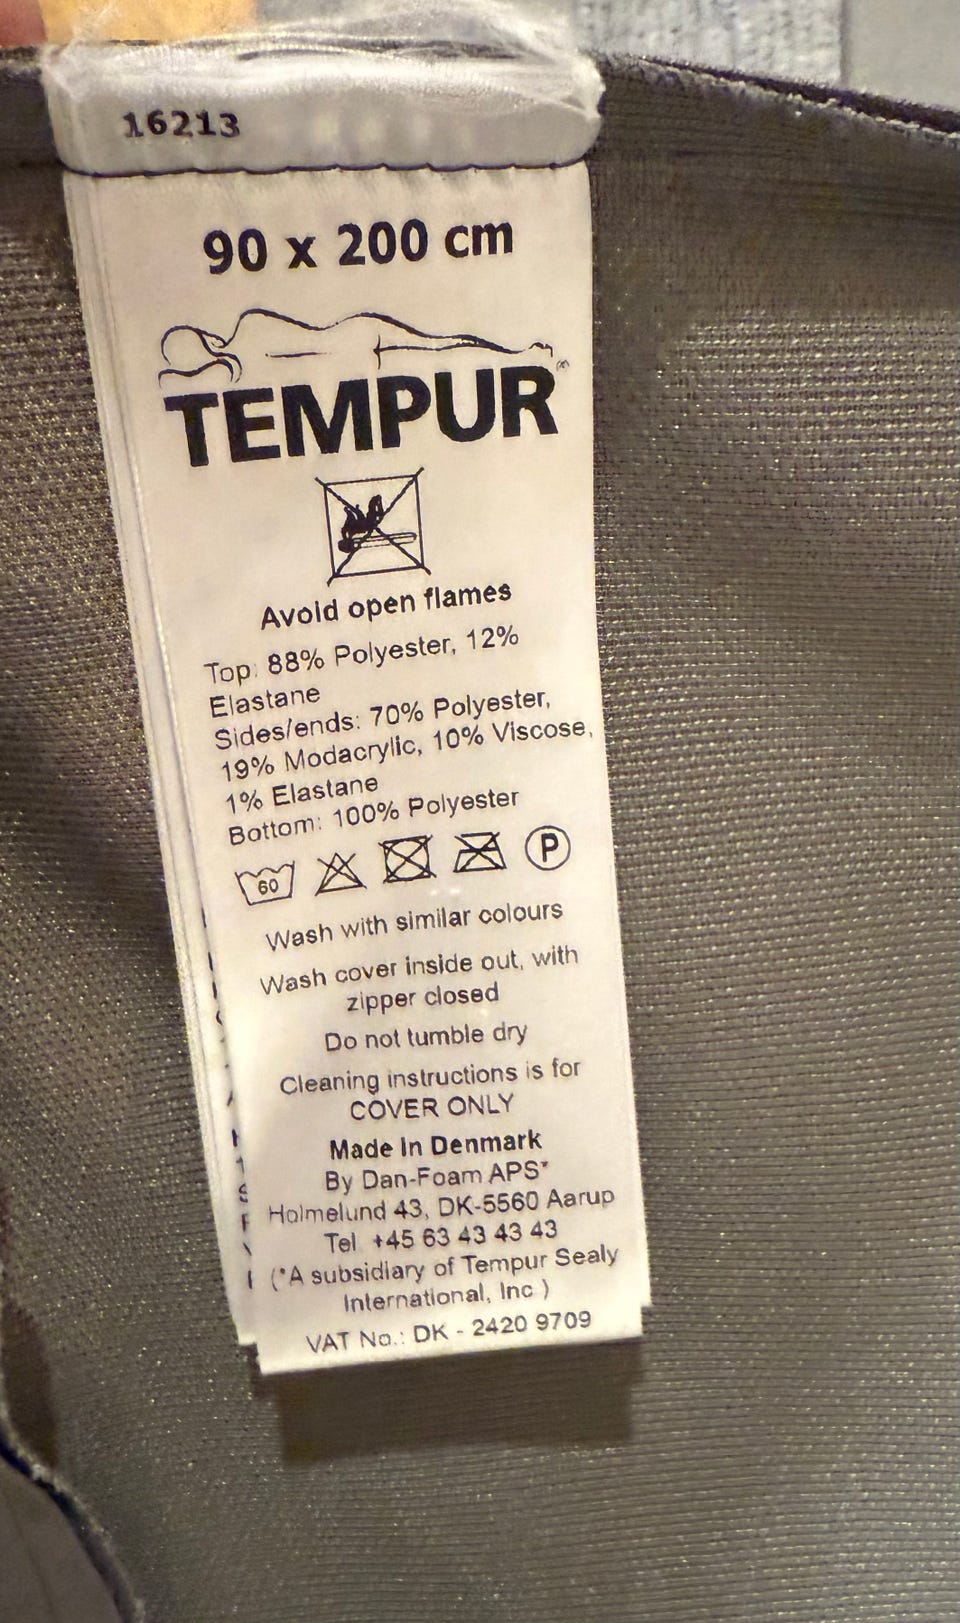 16213
90 x 200 cm
TEMPUR®
Avoid open flames
Top: 88% Polyester, 12%
Elastane
Sides/ends: 70% Polyester,
19% Modacrylic, 10% Viscose,
1% Elastane
Bottom: 100% Polyester
60 P
Wash with similar colours
Wash cover inside out, with
zipper closed
Do not tumble dry
Cleaning instructions is for
COVER ONLY
Made in Denmark
By Dan-Foam APS*
Holmelund 43, DK-5560 Aarup
Tel. +45 63 43 43 43
(*A subsidiary of Tempur Sealy
International, Inc.)
VAT No.: DK - 2420 9709